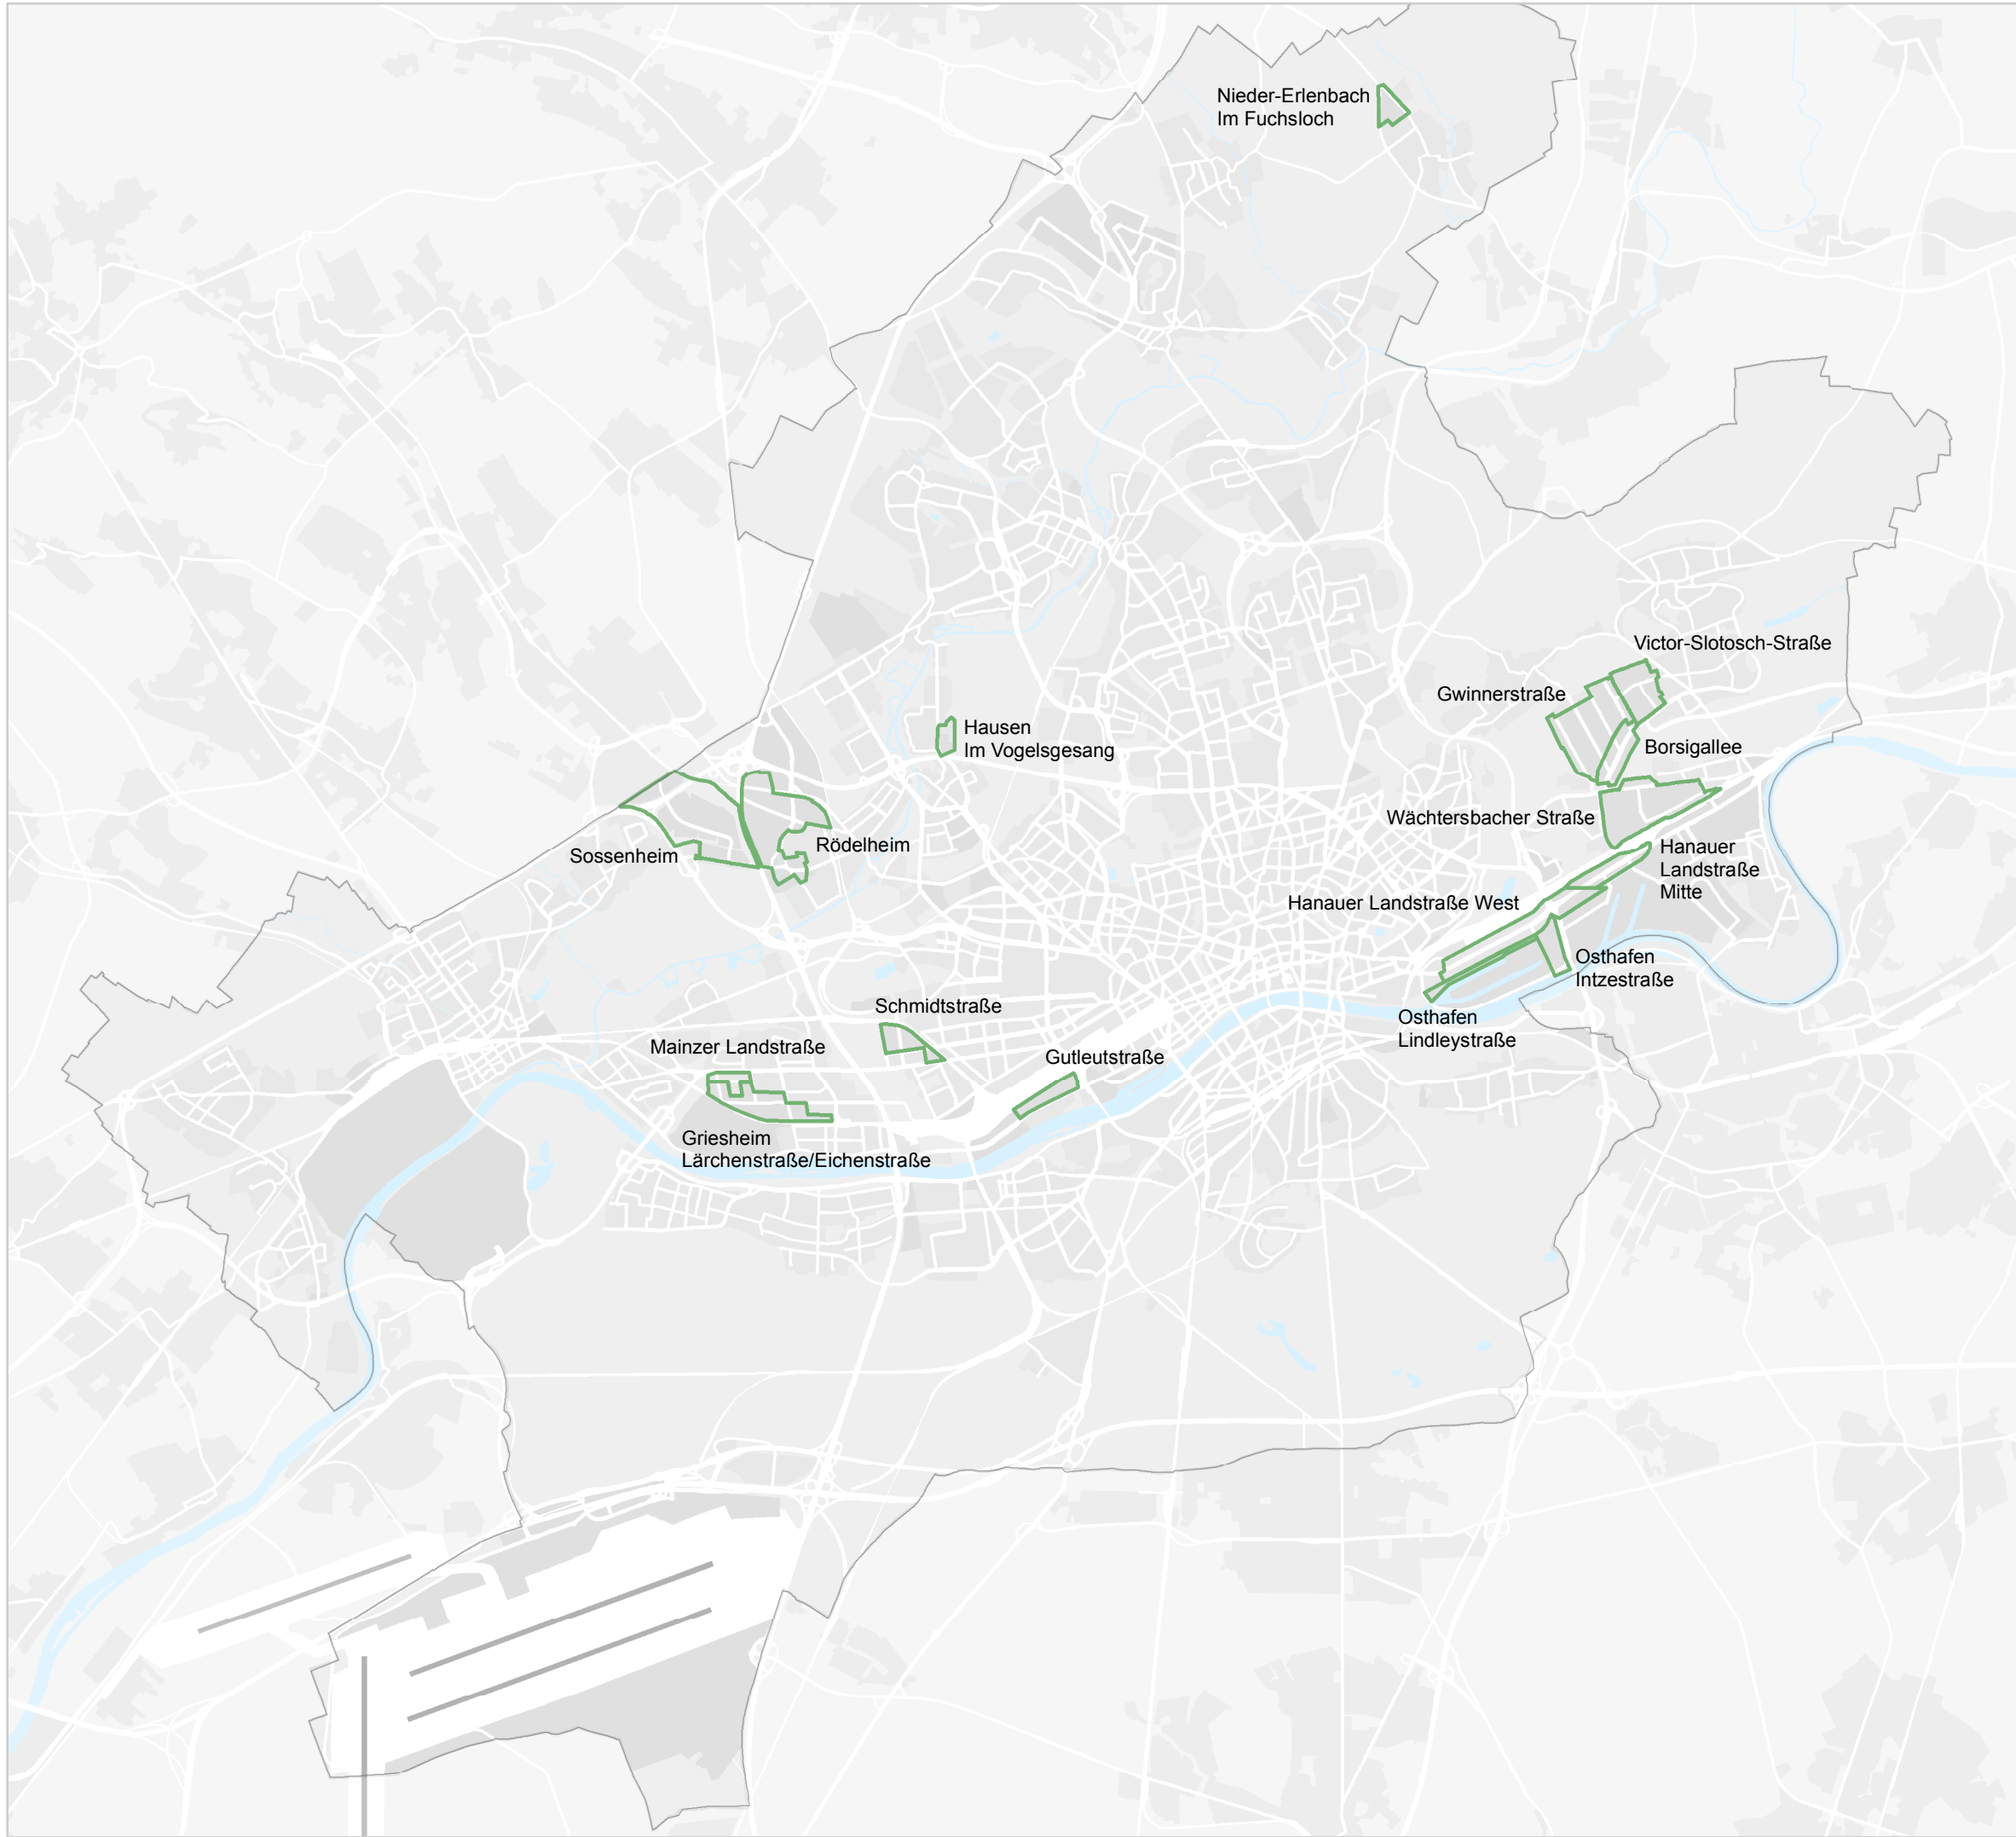 Nieder-Erlenbach
Im Fuchsloch
Victor-Slotosch-Straße
Gwinnerstraße
Hausen
Im Vogelsgesang
Borsigallee
Wächtersbacher Straße
Rödelheim
Sossenheim
Hanauer
Landstraße
Mitte
Hanauer Landstraße West
Osthafen
Intzestraße
Schmidtstraße
Osthafen
Lindleystraße
Mainzer Landstraße
Gutleutstraße
Griesheim
Lärchenstraße/Eichenstraße